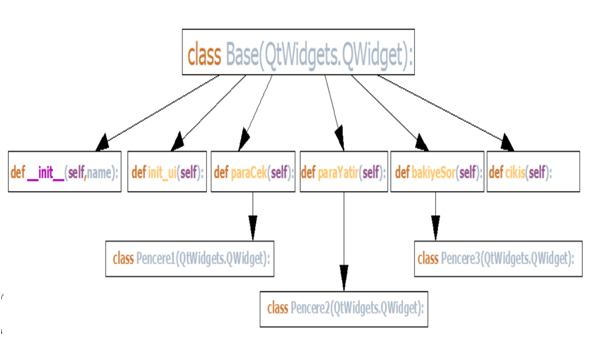 class Base(QtWidgets.QWidget):
def __init__(self,name):
def init_ui(self):
def paraCek(self):
def paraYatir(self):
def bakiyeSor(self):
def cikis(self):
class Pencere1(QtWidgets.QWidget):
class Pencere3(QtWidgets.QWidget):
class Pencere2(QtWidgets.QWidget):